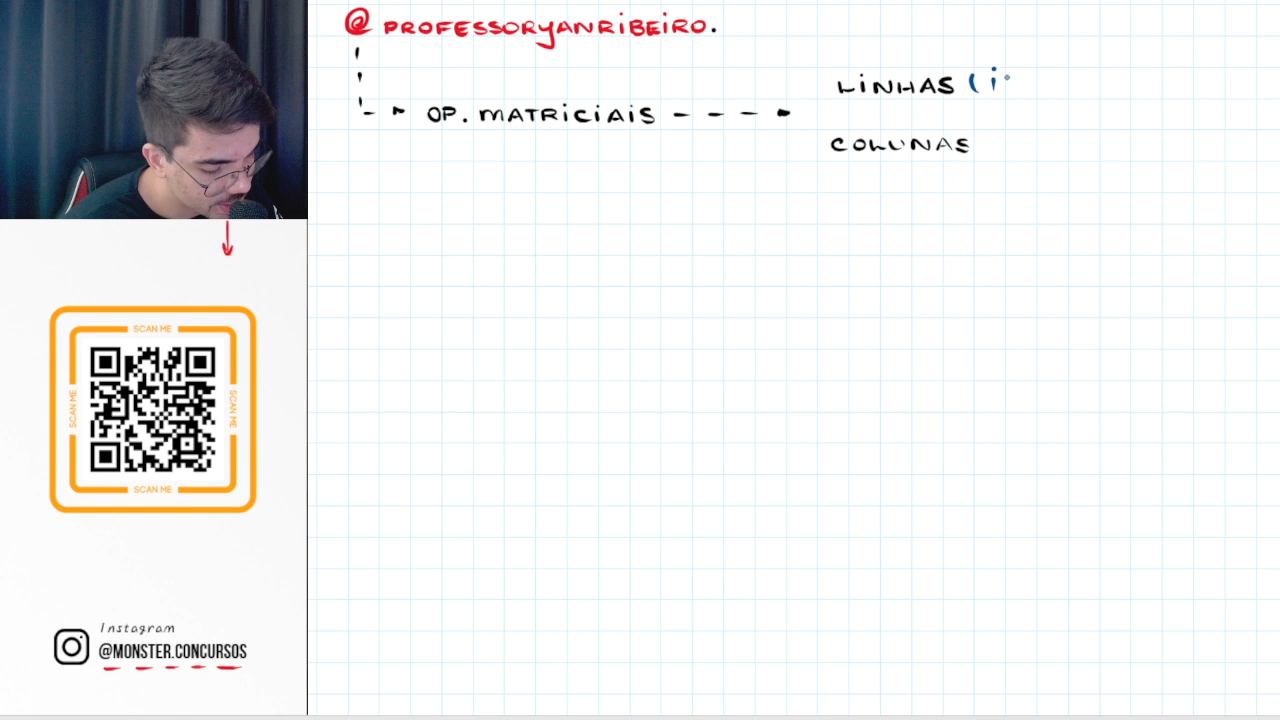 @ PROFESSORYANRIBEIRO.
LINHAS (i
OP. MATRICIAIS
COLUNAS
SCAN ME
SCAN ME
SCAN ME
SCAN ME
Instagram
@MONSTER.CONCURSOS